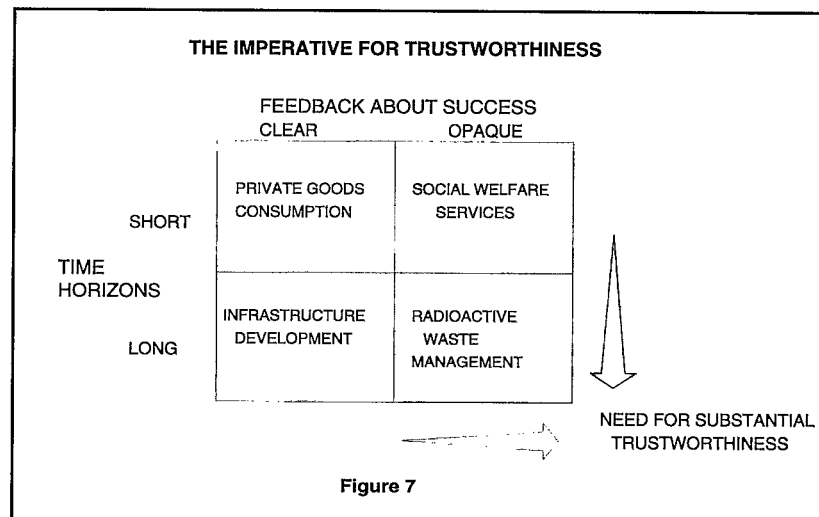 THE IMPERATIVE FOR TRUSTWORTHINESS
FEEDBACK ABOUT SUCCESS
CLEAR OPAQUE
PRIVATE GOODS
CONSUMPTION
SOCIAL WELFARE
SERVICES
SHORT
TIME
HORIZONS
INFRASTRUCTURE
DEVELOPMENT
RADIOACTIVE
WASTE
MANAGEMENT
LONG
NEED FOR SUBSTANTIAL
TRUSTWORTHINESS
Figure 7